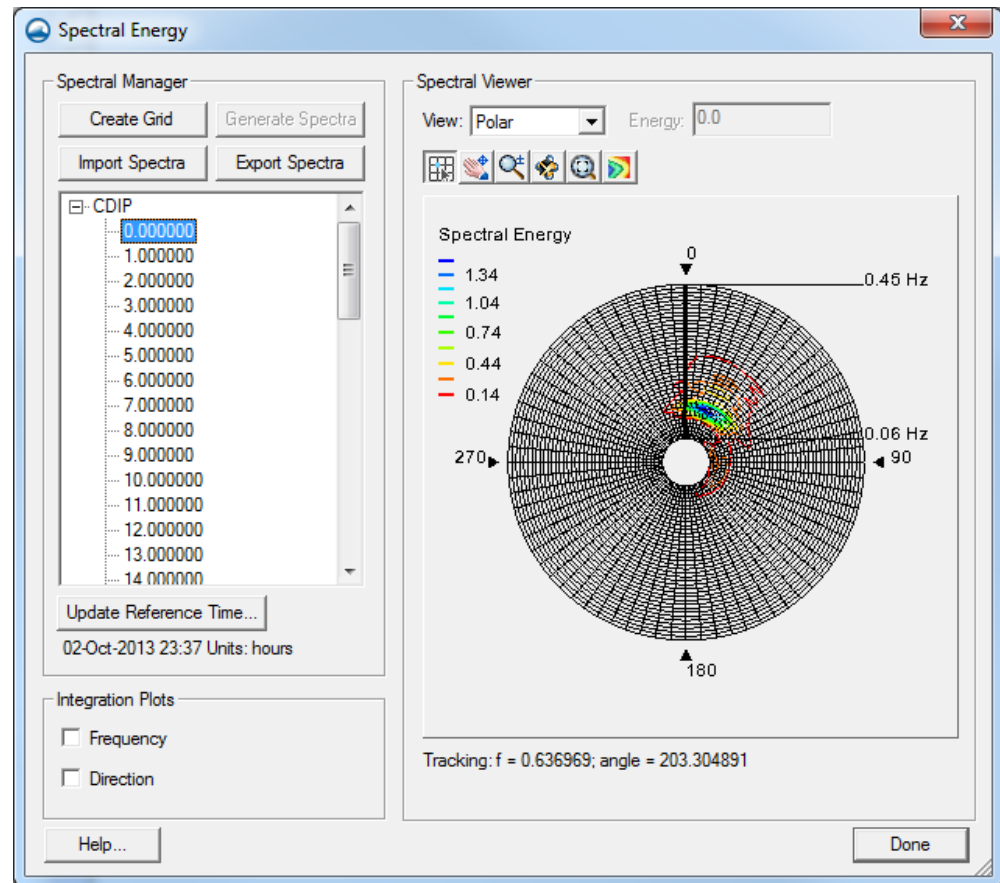 Spectral Energy
Spectral Manager
Create Grid
Generate Spectra
Import Spectra
Export Spectra
CDIP
0.000000
1.000000
2.000000
3.000000
4.000000
5.000000
6.000000
7.000000
8.000000
9.000000
10.000000
11.000000
12.000000
13.000000
14.000000
Update Reference Time...
02-Oct-2013 23:37 Units: hours
Integration Plots
Frequency
Direction
Help...
Spectral Viewer
View: Polar
Energy: 0.0
Spectral Energy
1.34
1.04
0.74
0.44
0.14
0
0.45 Hz
0.06 Hz
270
90
180
Tracking: f = 0.636969; angle = 203.304891
Done